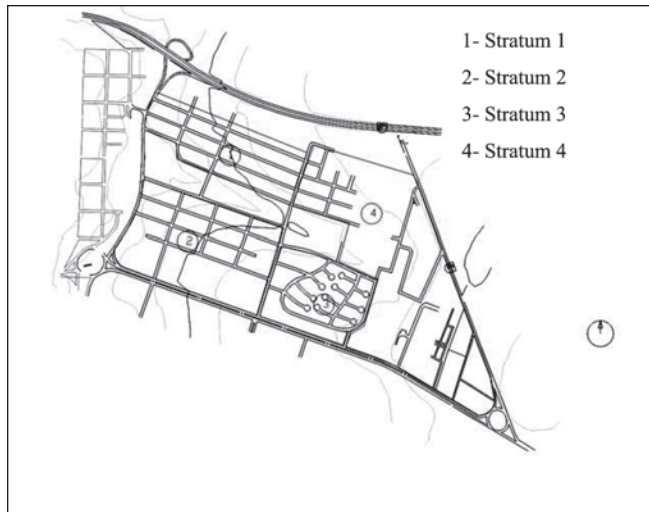 1- Stratum 1
2- Stratum 2
3- Stratum 3
4- Stratum 4
1
4
2
3